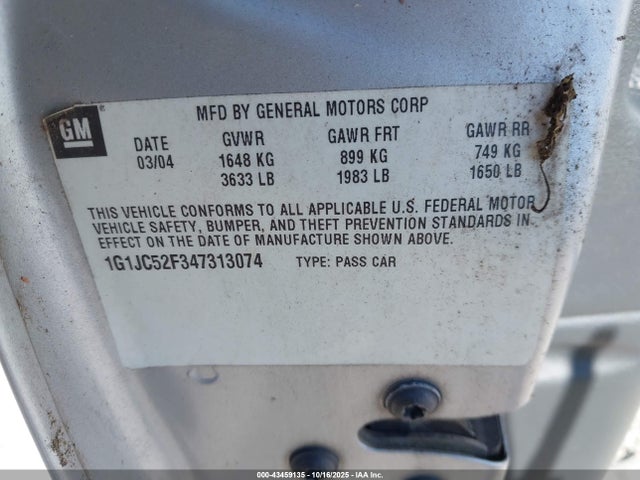 GM
MFD BY GENERAL MOTORS CORP
DATE GVWR GAWR FRT GAWR RR
03/04 1648 KG 899 KG 749 KG
3633 LB 1983 LB 1650 LB
THIS VEHICLE CONFORMS TO ALL APPLICABLE U.S. FEDERAL MOTOR
VEHICLE SAFETY, BUMPER, AND THEFT PREVENTION STANDARDS IN
EFFECT ON THE DATE OF MANUFACTURE SHOWN ABOVE.
1G1JC52F347313074 TYPE: PASS CAR
000-43459135 - 10/16/2025 - Copyright © 2025 IAA, LLC